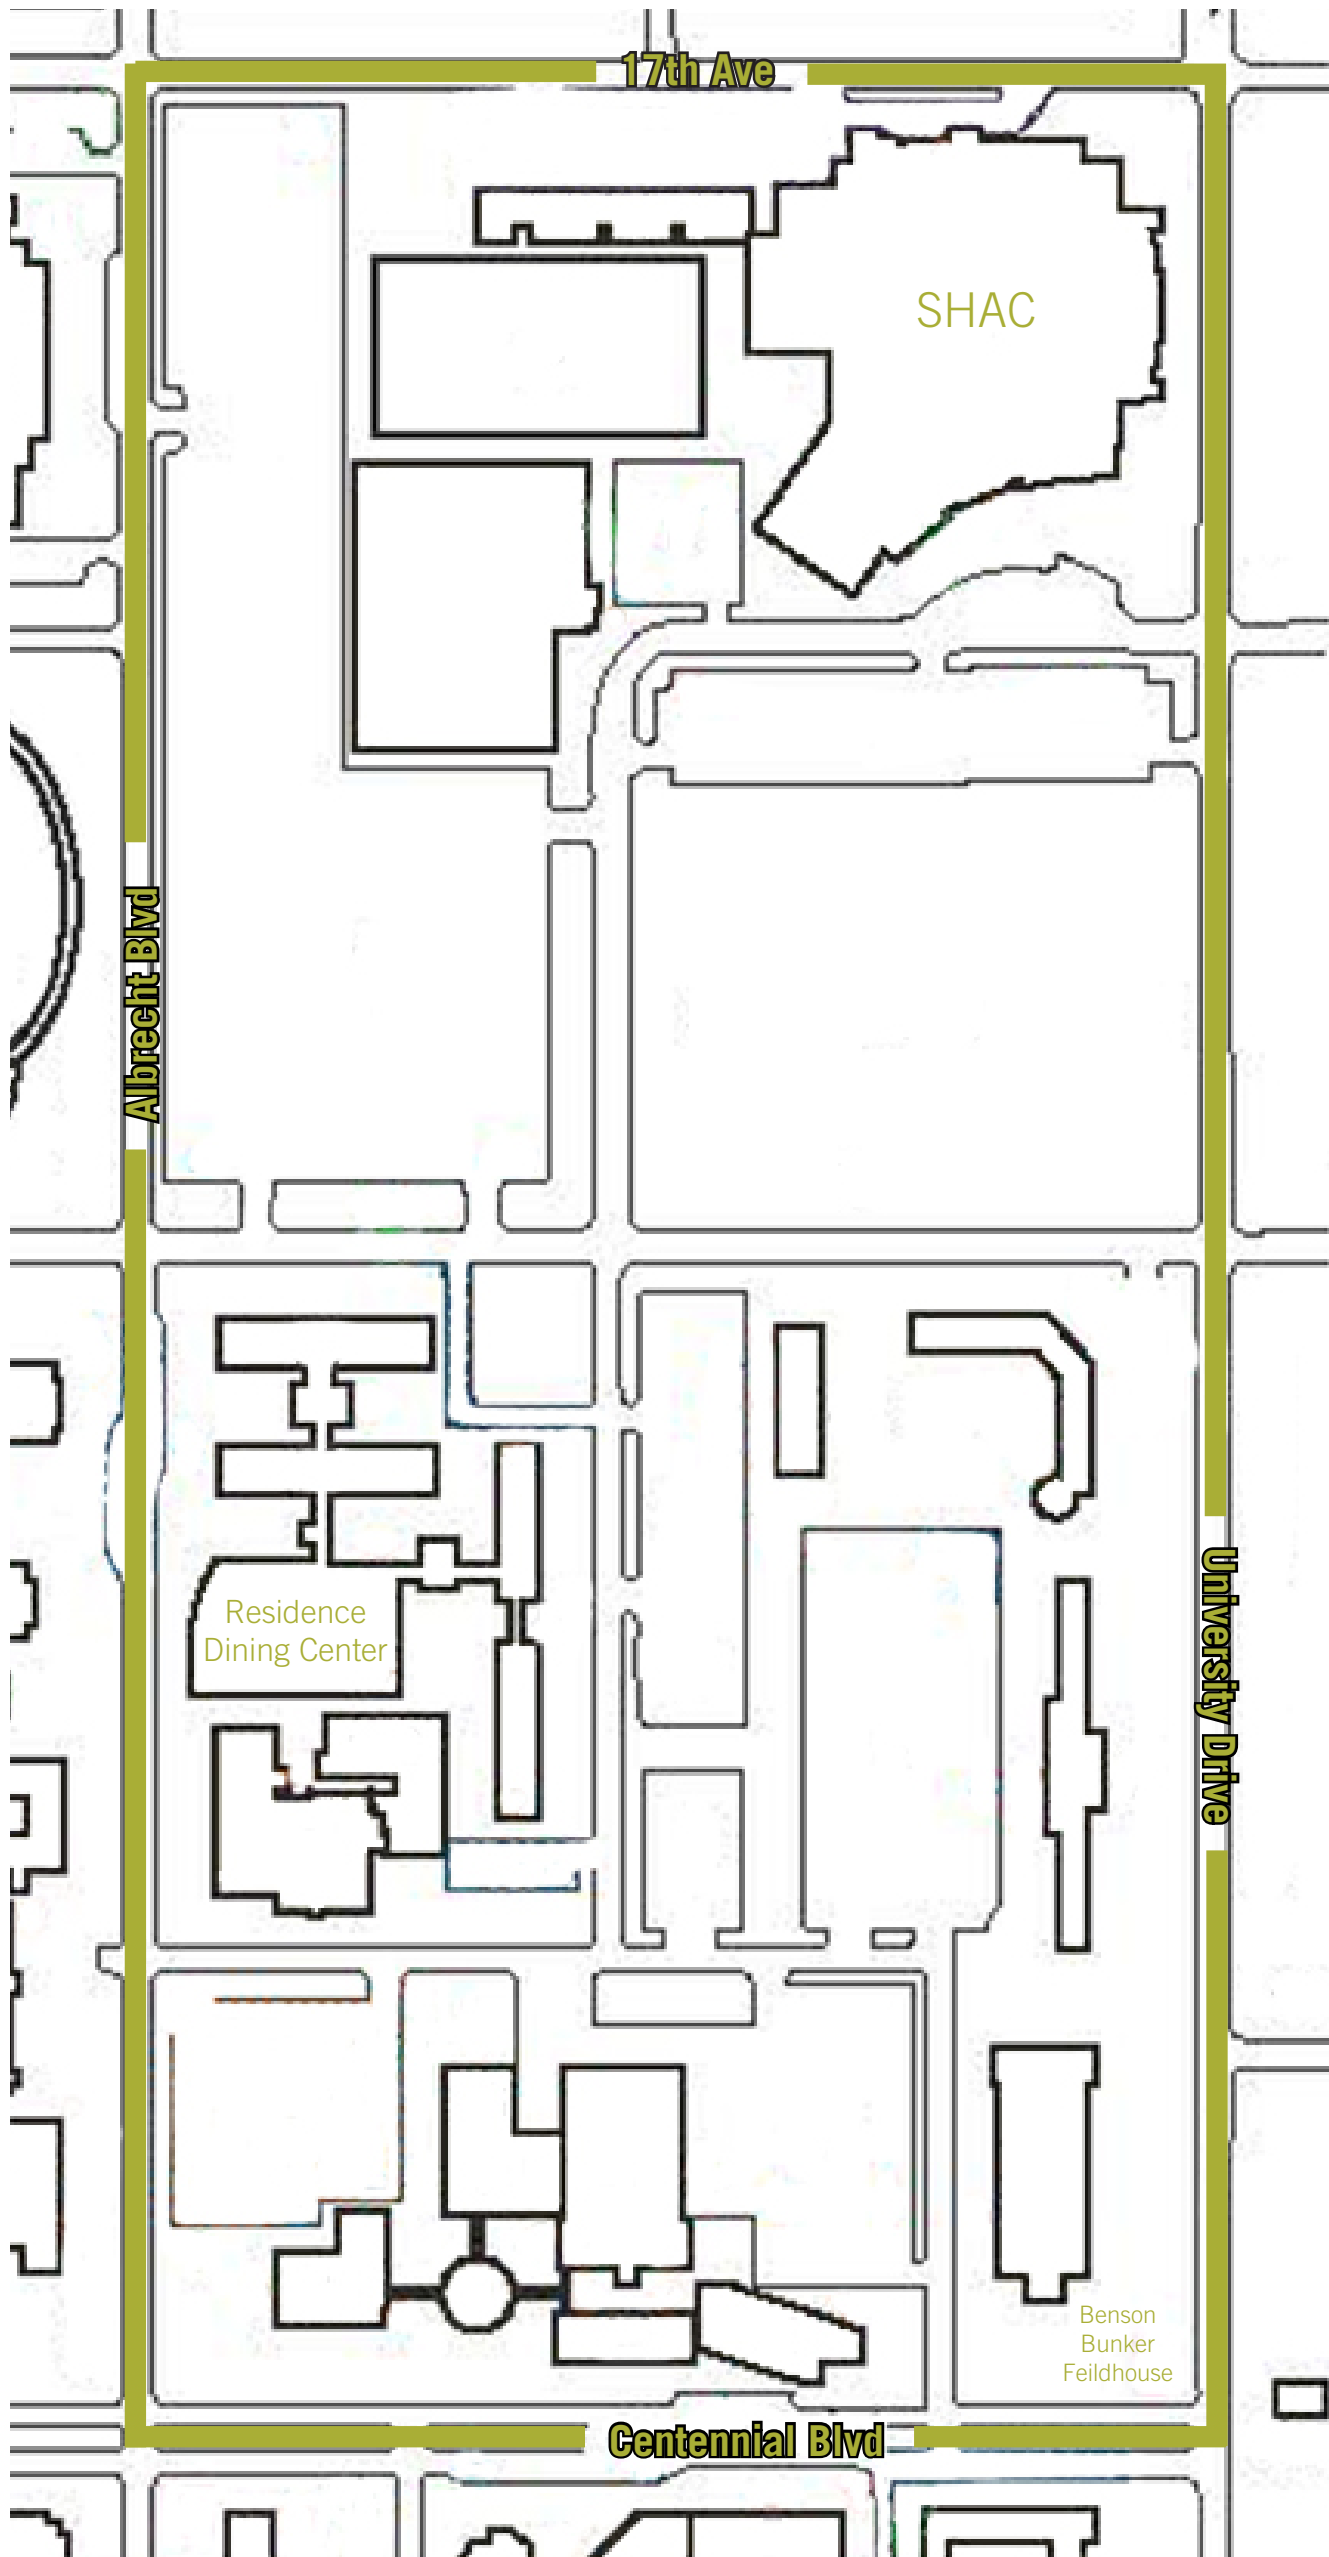 17th Ave
SHAC
Albrecht Blvd
University Drive
Residence
Dining Center
Benson
Bunker
Feildhouse
Centennial Blvd